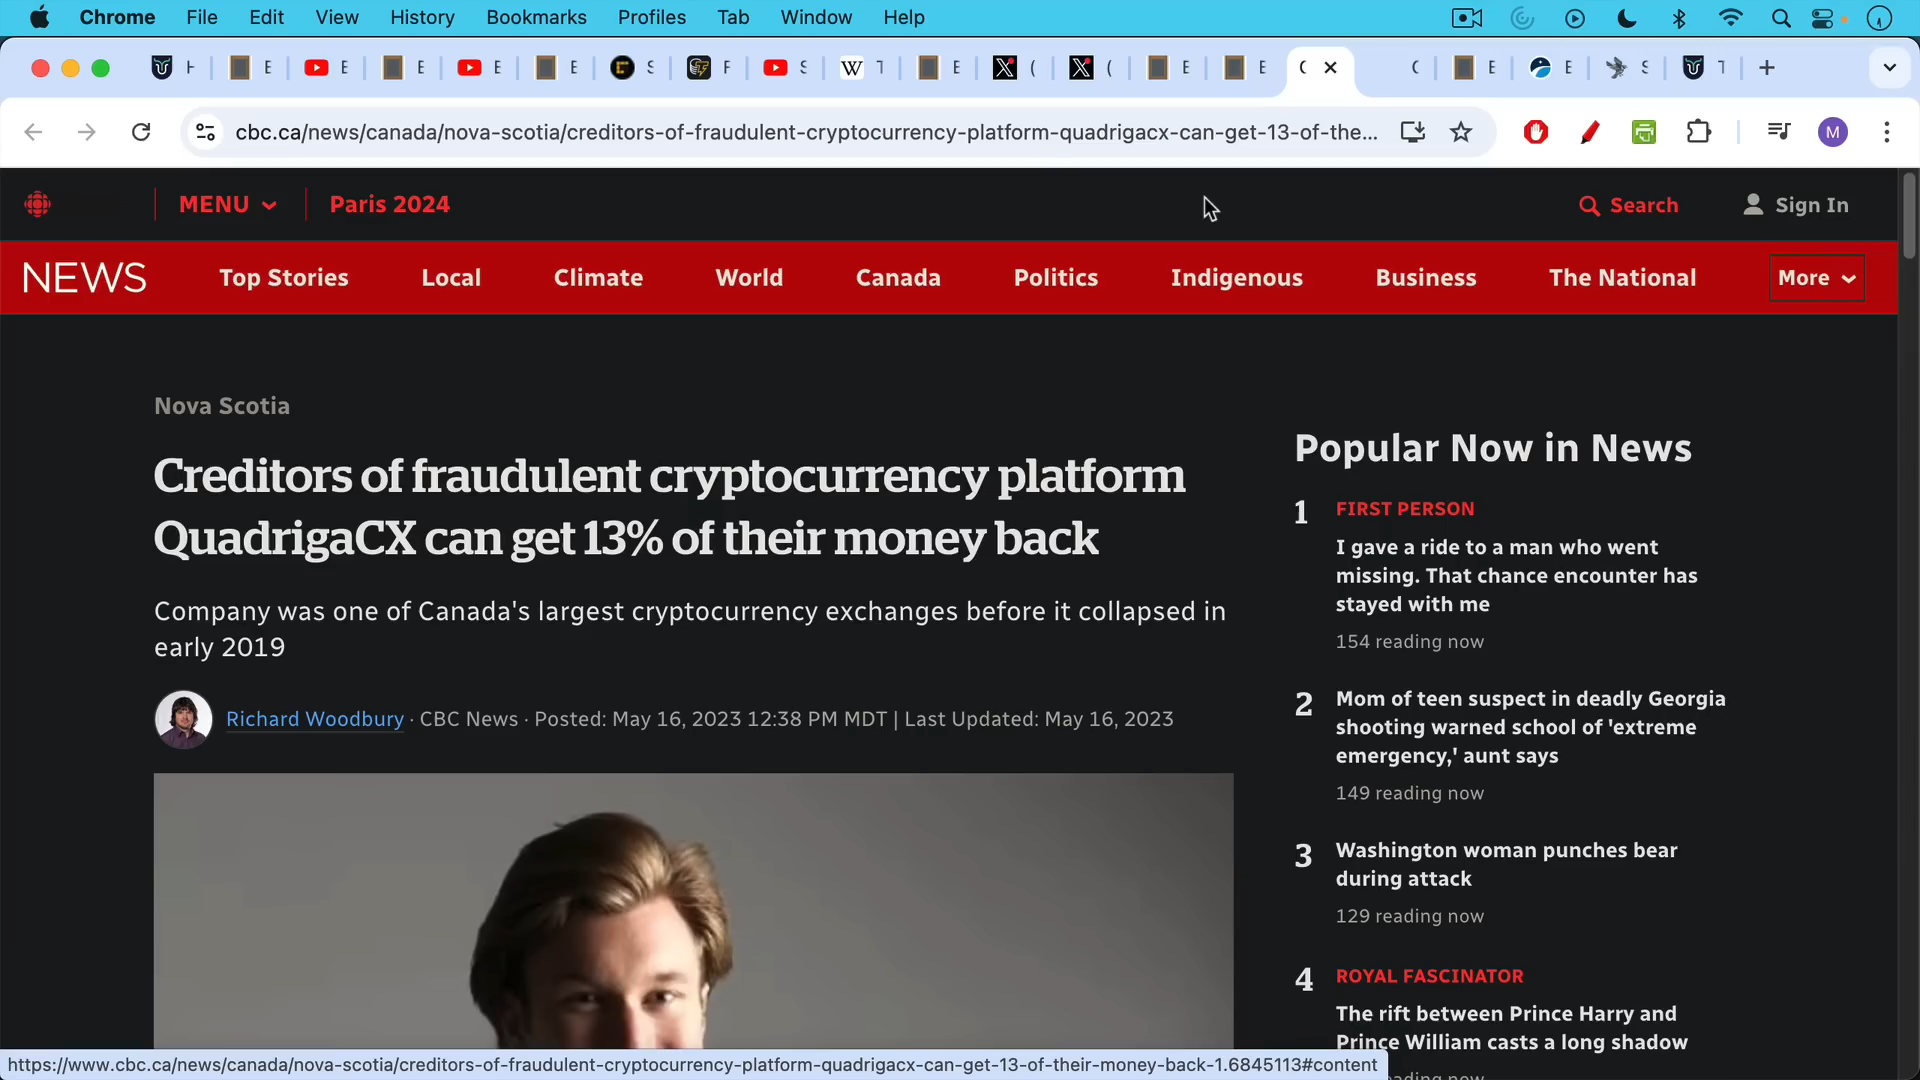 Chrome File Edit View History Bookmarks Profiles Tab Window Help
cbc.ca/news/canada/nova-scotia/creditors-of-fraudulent-cryptocurrency-platform-quadrigacx-can-get-13-of-the...
M
MENU Paris 2024 Search Sign In
NEWS Top Stories Local Climate World Canada Politics Indigenous Business The National More
Nova Scotia
Creditors of fraudulent cryptocurrency platform
QuadrigaCX can get 13% of their money back
Company was one of Canada's largest cryptocurrency exchanges before it collapsed in
early 2019
Richard Woodbury · CBC News · Posted: May 16, 2023 12:38 PM MDT | Last Updated: May 16, 2023
Popular Now in News
1 FIRST PERSON
I gave a ride to a man who went
missing. That chance encounter has
stayed with me
154 reading now
2 Mom of teen suspect in deadly Georgia
shooting warned school of 'extreme
emergency,' aunt says
149 reading now
3 Washington woman punches bear
during attack
129 reading now
4 ROYAL FASCINATOR
The rift between Prince Harry and
Prince William casts a long shadow
https://www.cbc.ca/news/canada/nova-scotia/creditors-of-fraudulent-cryptocurrency-platform-quadrigacx-can-get-13-of-their-money-back-1.6845113#content